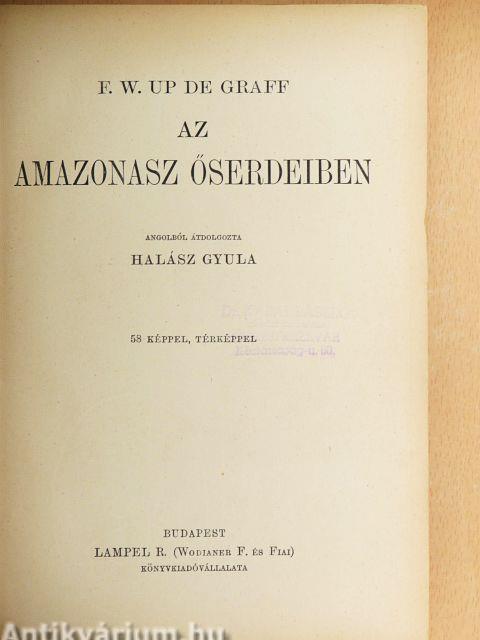 F. W. UP DE GRAFF
AZ
AMAZONASZ ŐSERDEIBEN
ANGOLBÓL ÁTDOLGOZTA
HALÁSZ GYULA
58 KÉPPEL, TÉRKÉPPEL
BUDAPEST
LAMPEL R. (WODIANER F. ÉS FIAI)
KÖNYVKIADÓVÁLLALATA
Antikvárium.hu